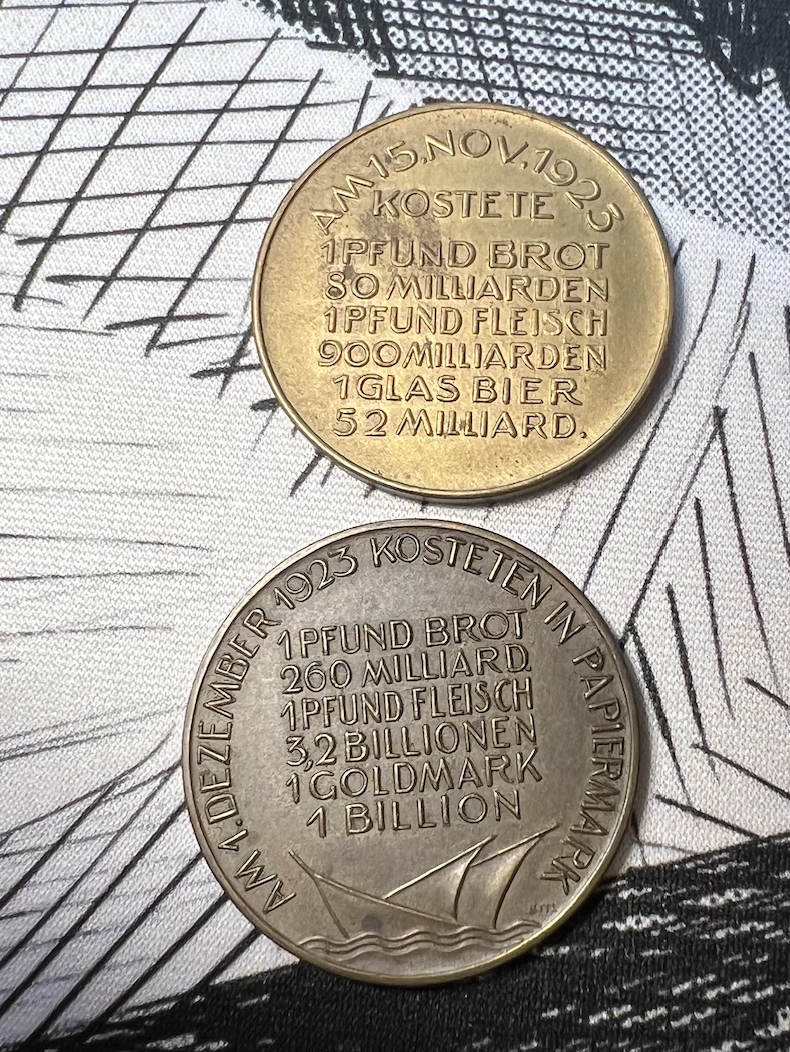 AM 15. NOV. 1923
KOSTETE
1 PFUND BROT
80 MILLIARDEN
1 PFUND FLEISCH
900 MILLIARDEN
1 GLAS BIER
52 MILLIARD.
AM 1. DEZEMBER 1923 KOSTETEN IN PAPIERMARK
1 PFUND BROT
260 MILLIARD.
1 PFUND FLEISCH
3,2 BILLIONEN
1 GOLDMARK
1 BILLION